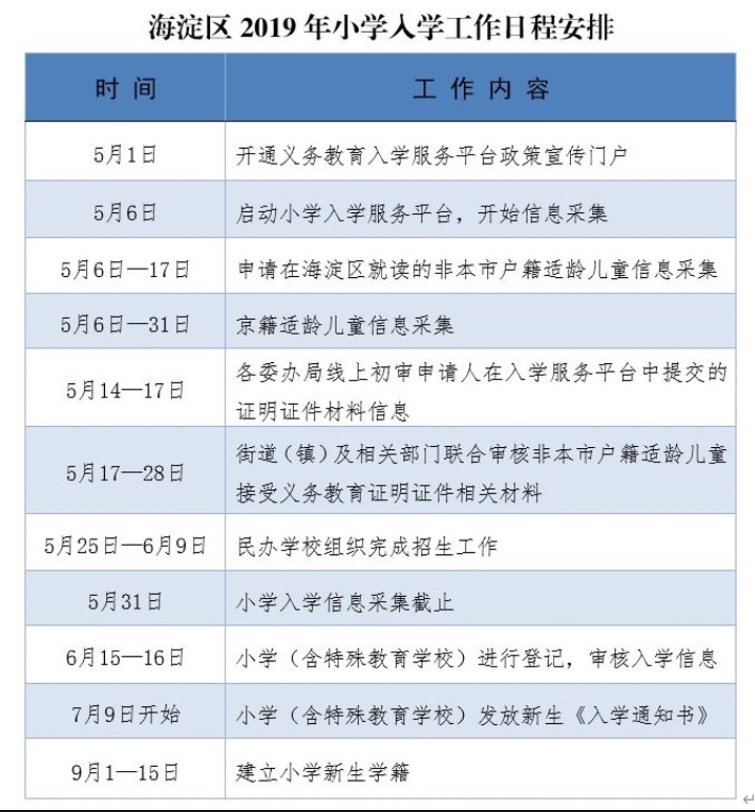 海淀区 2019 年小学入学工作日程安排
时 间 工 作 内 容
5月1日 开通义务教育入学服务平台政策宣传门户
5月6日 启动小学入学服务平台，开始信息采集
5月6日—17日 申请在海淀区就读的非本市户籍适龄儿童信息采集
5月6日—31日 京籍适龄儿童信息采集
5月14—17日 各委办局线上初审申请人在入学服务平台中提交的
证明证件材料信息
5月17—28日 街道（镇）及相关部门联合审核非本市户籍适龄儿童
接受义务教育证明证件相关材料
5月25日—6月9日 民办学校组织完成招生工作
5月31日 小学入学信息采集截止
6月15—16日 小学（含特殊教育学校）进行登记，审核入学信息
7月9日开始 小学（含特殊教育学校）发放新生《入学通知书》
9月1—15日 建立小学新生学籍